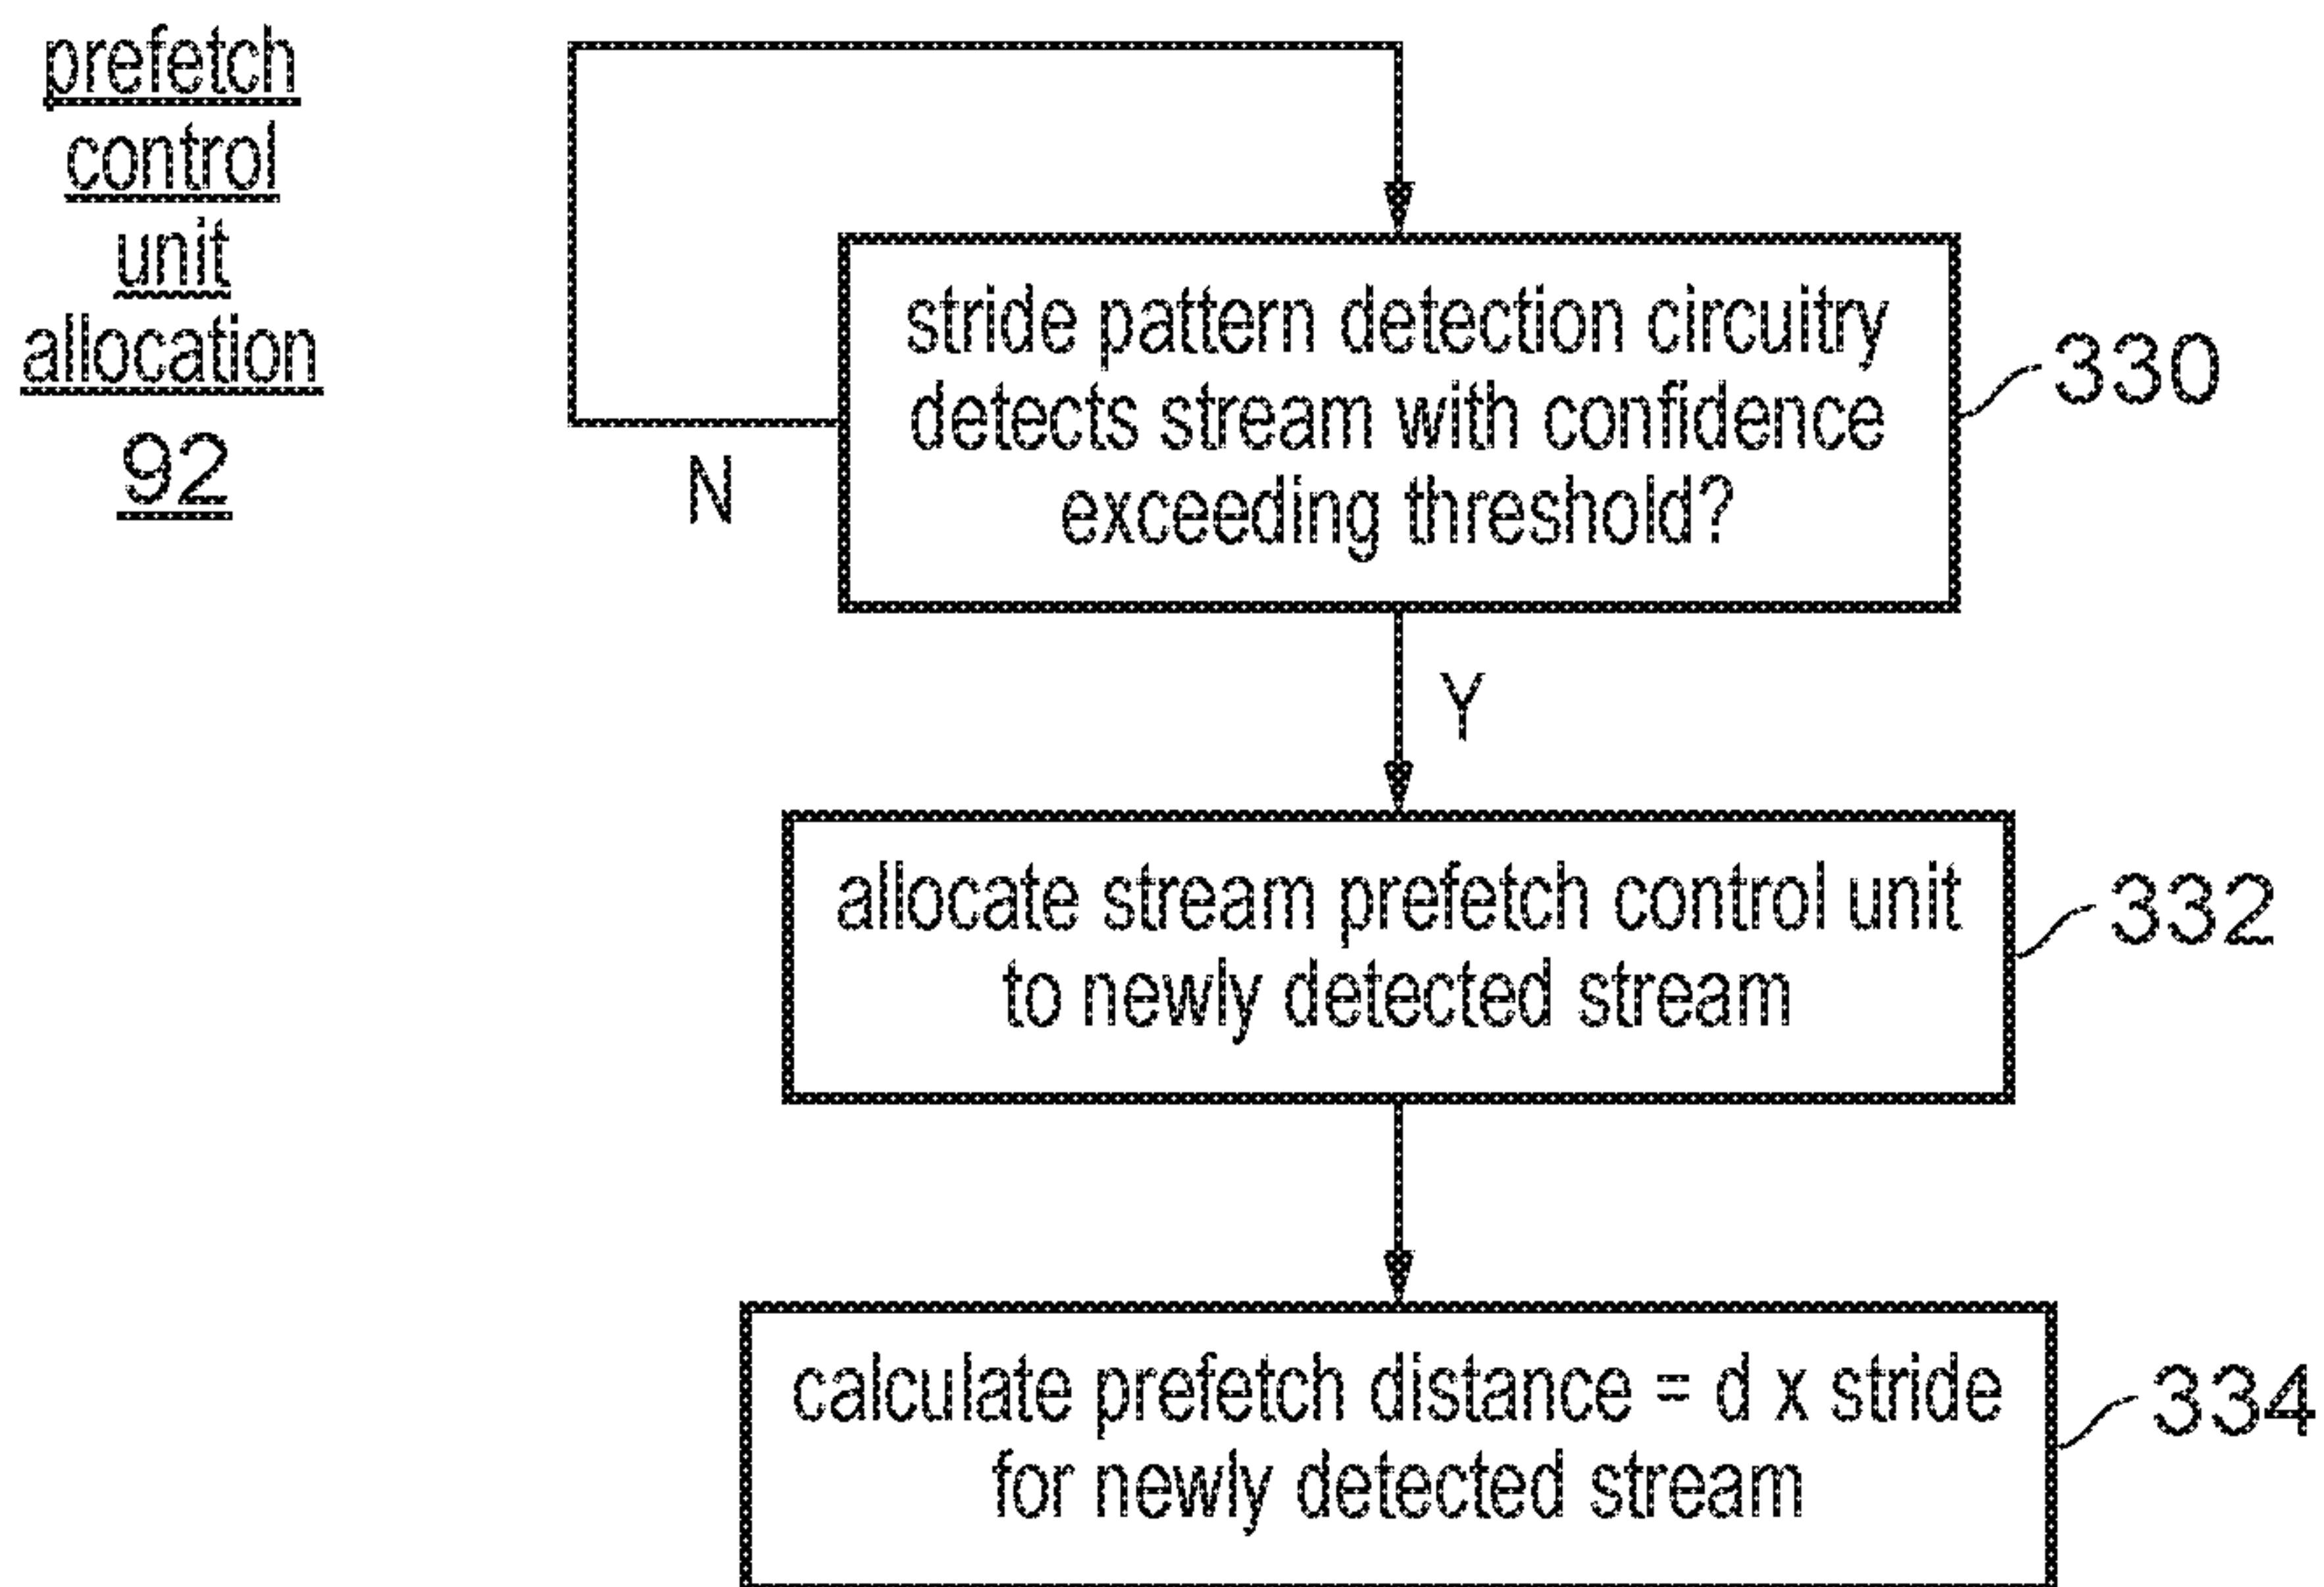 prefetch
control
unit
allocation
92
stride pattern detection circuitry
detects stream with confidence
exceeding threshold?
330
N
Y
allocate stream prefetch control unit
to newly detected stream
332
calculate prefetch distance = d x stride
for newly detected stream
334